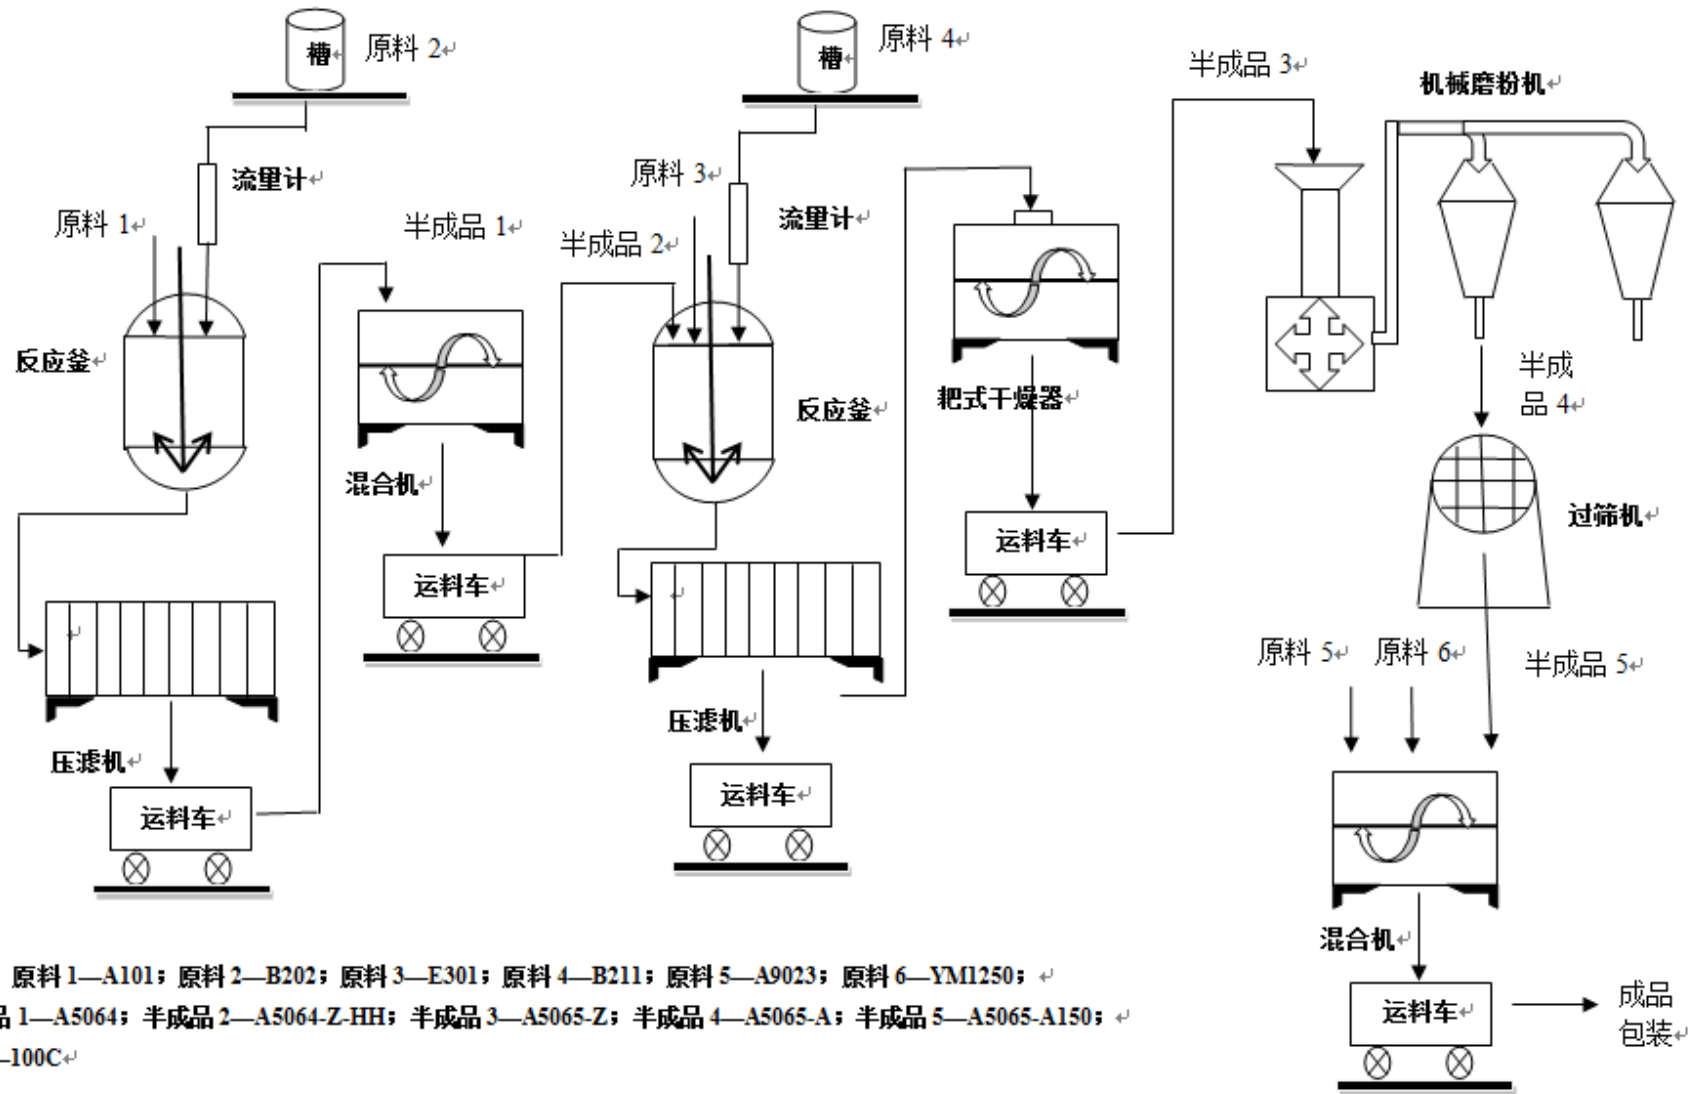 槽
原料 2
槽
原料 4
半成品 3
机械磨粉机
流量计
原料 3
流量计
原料 1
半成品 1
半成品 2
反应釜
反应釜
耙式干燥器
半成
品 4
混合机
过筛机
运料车
运料车
原料 5
原料 6
半成品 5
压滤机
压滤机
运料车
运料车
混合机
原料 1—A101；原料 2—B202；原料 3—E301；原料 4—B211；原料 5—A9023；原料 6—YM1250；
品 1—A5064；半成品 2—A5064-Z-HH；半成品 3—A5065-Z；半成品 4—A5065-A；半成品 5—A5065-A150；
—100C
运料车
成品
包装